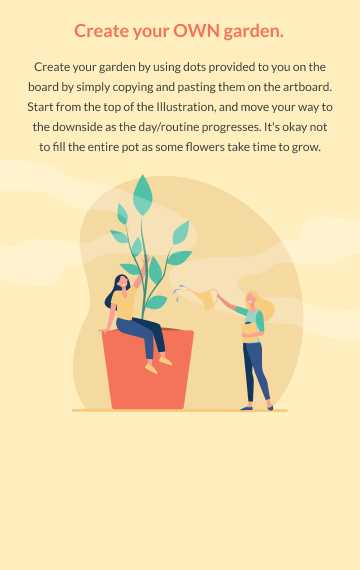 Create your OWN garden.
Create your garden by using dots provided to you on the
board by simply copying and pasting them on the artboard.
Start from the top of the Illustration, and move your way to
the downside as the day/routine progresses. It's okay not
to fill the entire pot as some flowers take time to grow.